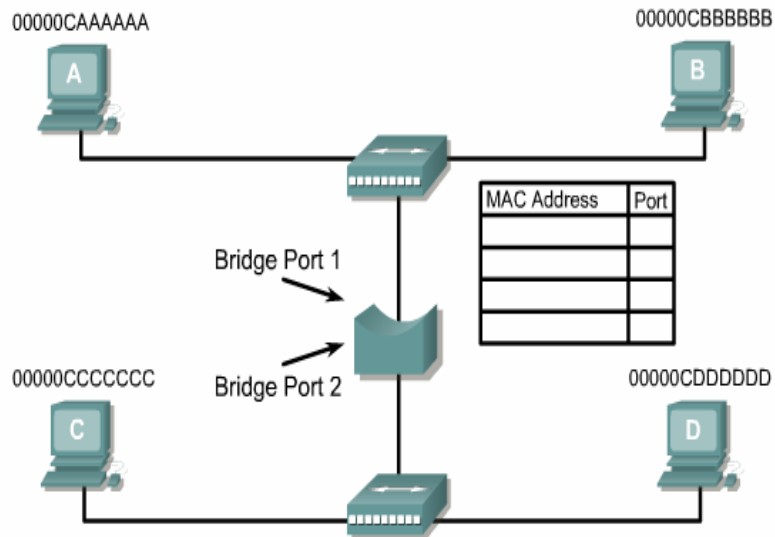 00000CAAAAAA
00000CBBBBBB
A
B
MAC Address Port
Bridge Port 1
Bridge Port 2
00000CCCCCCC
00000CDDDDDD
C
D